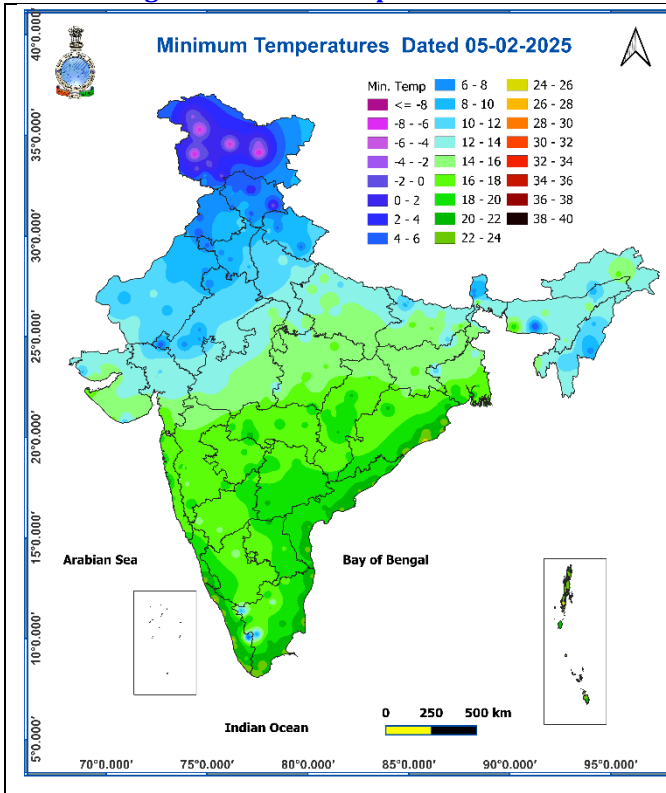 Minimum Temperatures Dated 05-02-2025
Min. Temp
<= -8
-8 - -6
-6 - -4
-4 - -2
-2 - 0
0 - 2
2 - 4
4 - 6
6 - 8
8 - 10
10 - 12
12 - 14
14 - 16
16 - 18
18 - 20
20 - 22
22 - 24
24 - 26
26 - 28
28 - 30
30 - 32
32 - 34
34 - 36
36 - 38
38 - 40
40°0.000'
35°0.000'
30°0.000'
25°0.000'
20°0.000'
15°0.000'
10°0.000'
5°0.000'
Arabian Sea
Bay of Bengal
Indian Ocean
0 250 500 km
70°0.000' 75°0.000' 80°0.000' 85°0.000' 90°0.000' 95°0.000'